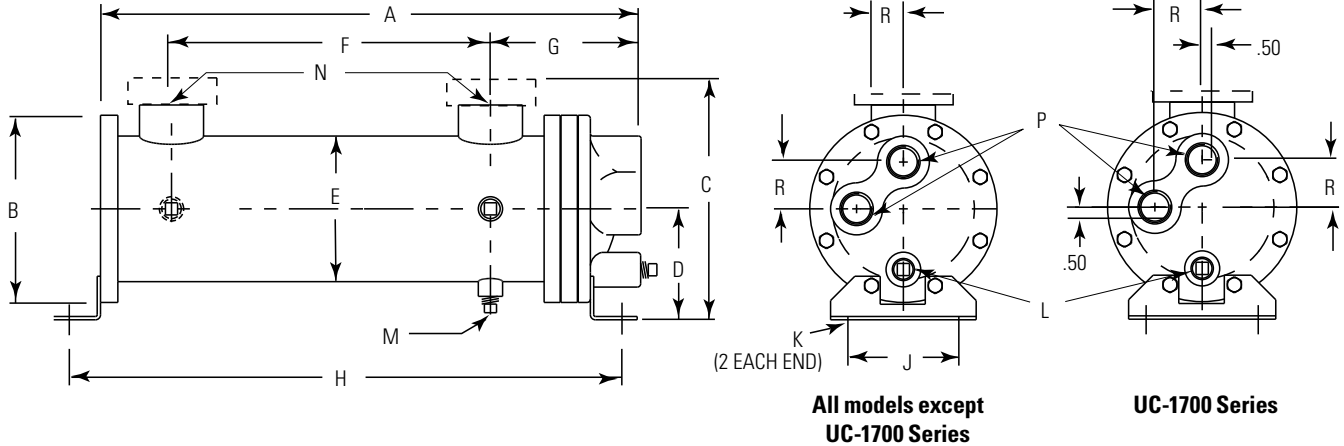 A
F
G
N
B
E
C
D
M
H
R
P
R
K
(2 EACH END)
J
L
All models except
UC-1700 Series
R
.50
R
.50
UC-1700 Series